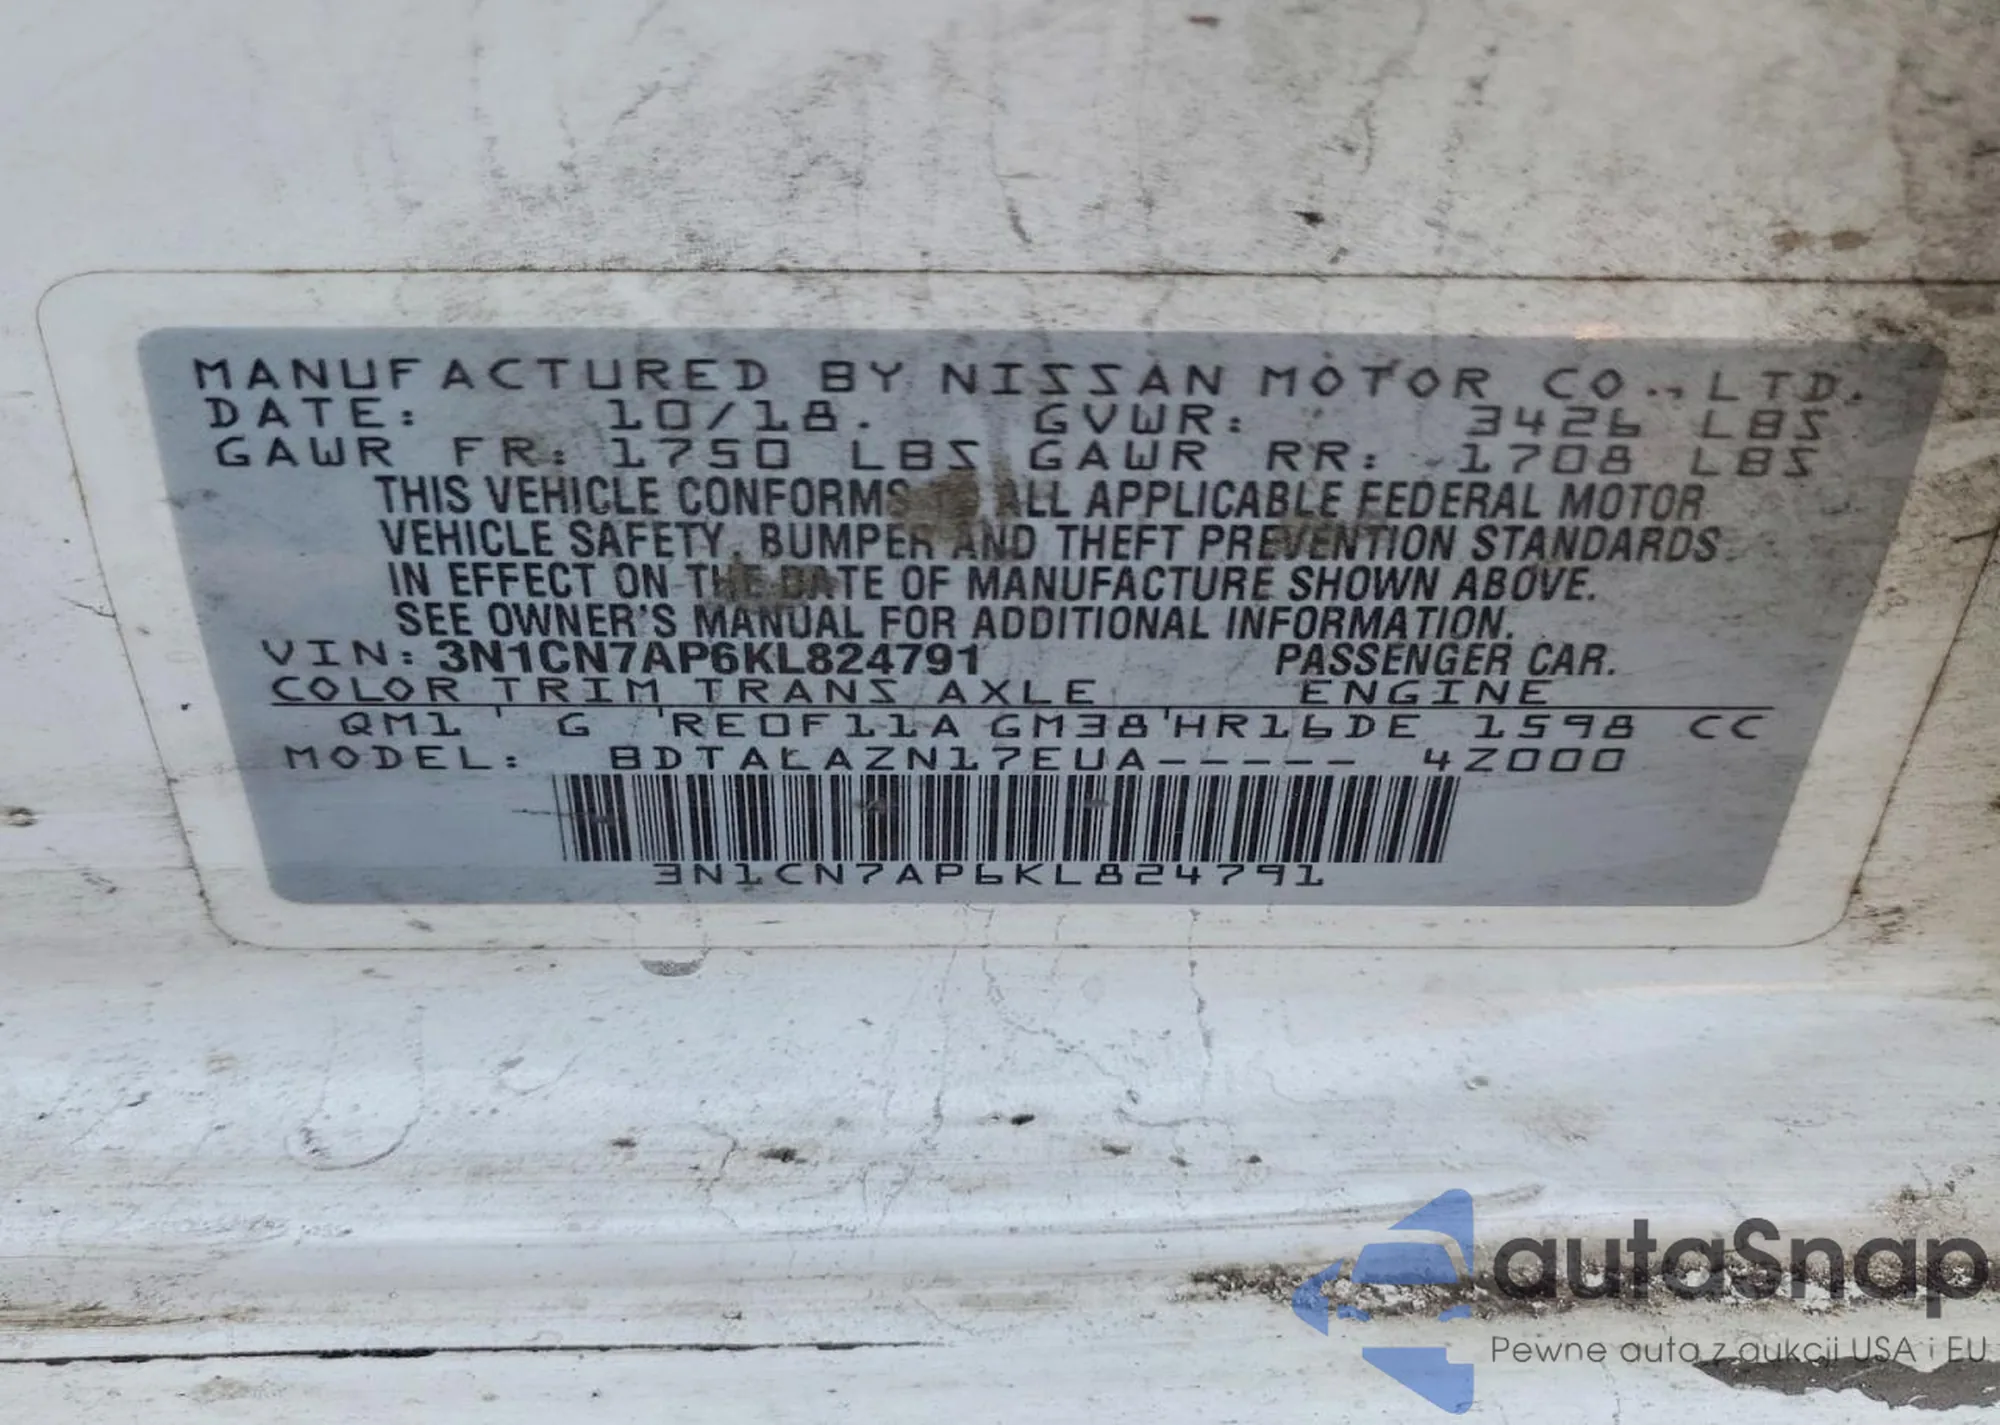 MANUFACTURED BY NISSAN MOTOR CO., LTD.
DATE: 10/18. GVWR: 3426 LBS
GAWR FR: 1750 LBS GAWR RR: 1708 LBS
THIS VEHICLE CONFORMS ALL APPLICABLE FEDERAL MOTOR
VEHICLE SAFETY, BUMPER AND THEFT PREVENTION STANDARDS
IN EFFECT ON THE DATE OF MANUFACTURE SHOWN ABOVE.
SEE OWNER'S MANUAL FOR ADDITIONAL INFORMATION.
VIN: 3N1CN7AP6KL824791 PASSENGER CAR.
COLOR TRIM TRANS AXLE ENGINE
QM1 G RE0F11A GM38 HR16DE 1598 CC
MODEL: BDTALAZN17EUA----- 4Z000
3N1CN7AP6KL824791
autaSnap
Pewne auta z aukcji USA i EU